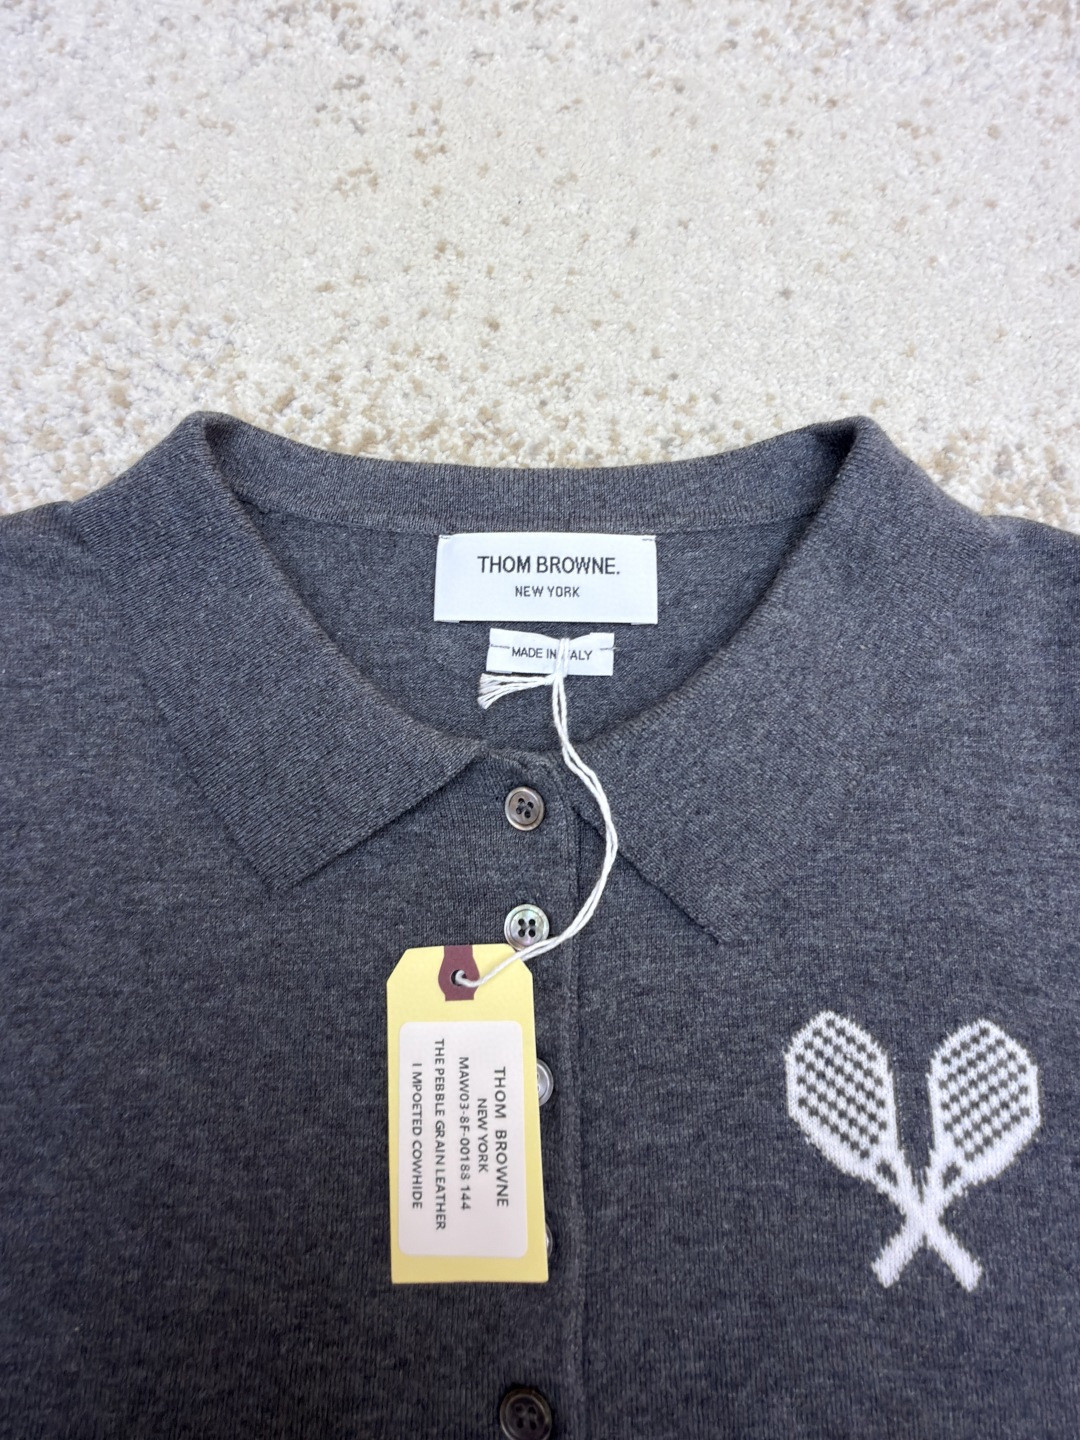 THOM BROWNE.
NEW YORK
MADE IN ALY
THOM BROWNE
NEW YORK
MAW03-8F-00188 144
THE PEBBLE GRAIN LEATHER
I MPOETED COWHIDE